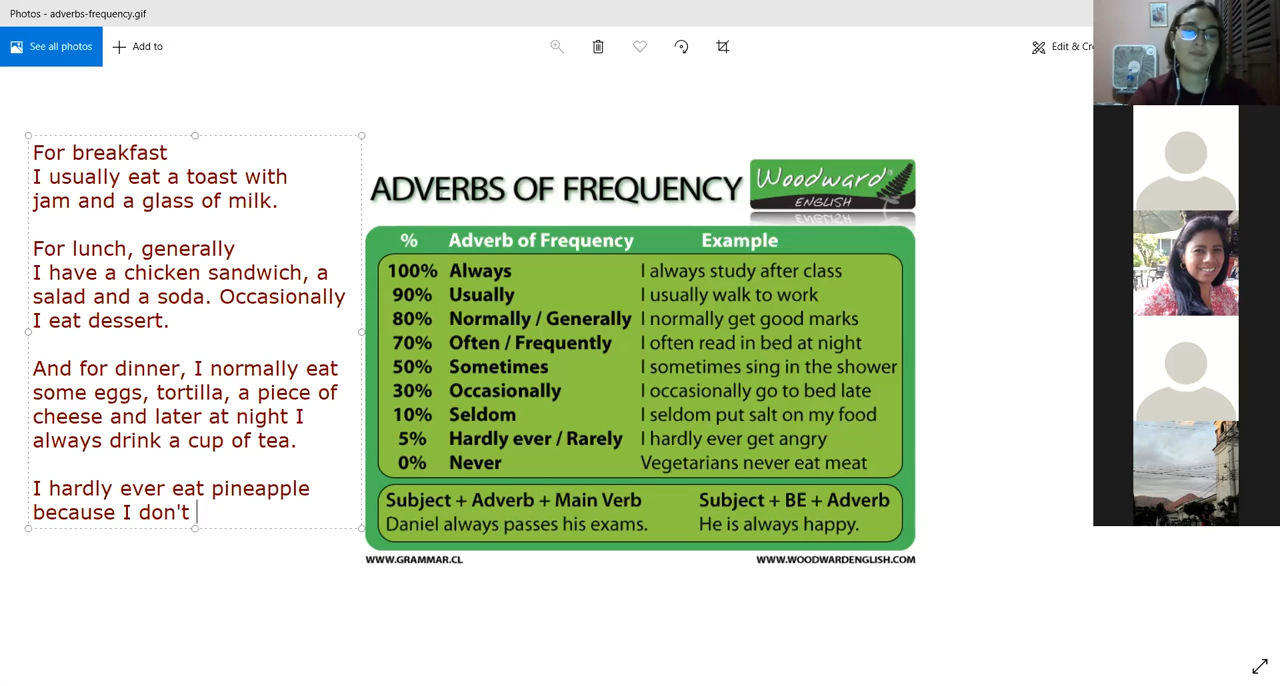 Photos - adverbs-frequency.gif
See all photos
Add to
Edit & Cr
For breakfast
I usually eat a toast with
jam and a glass of milk.
For lunch, generally
I have a chicken sandwich, a
salad and a soda. Occasionally
I eat dessert.
And for dinner, I normally eat
some eggs, tortilla, a piece of
cheese and later at night I
always drink a cup of tea.
I hardly ever eat pineapple
because I don't
ADVERBS OF FREQUENCY
Woodward®
ENGLISH
% Adverb of Frequency Example
100% Always I always study after class
90% Usually I usually walk to work
80% Normally / Generally I normally get good marks
70% Often / Frequently I often read in bed at night
50% Sometimes I sometimes sing in the shower
30% Occasionally I occasionally go to bed late
10% Seldom I seldom put salt on my food
5% Hardly ever / Rarely I hardly ever get angry
0% Never Vegetarians never eat meat
Subject + Adverb + Main Verb Subject + BE + Adverb
Daniel always passes his exams. He is always happy.
WWW.GRAMMAR.CL WWW.WOODWARDENGLISH.COM